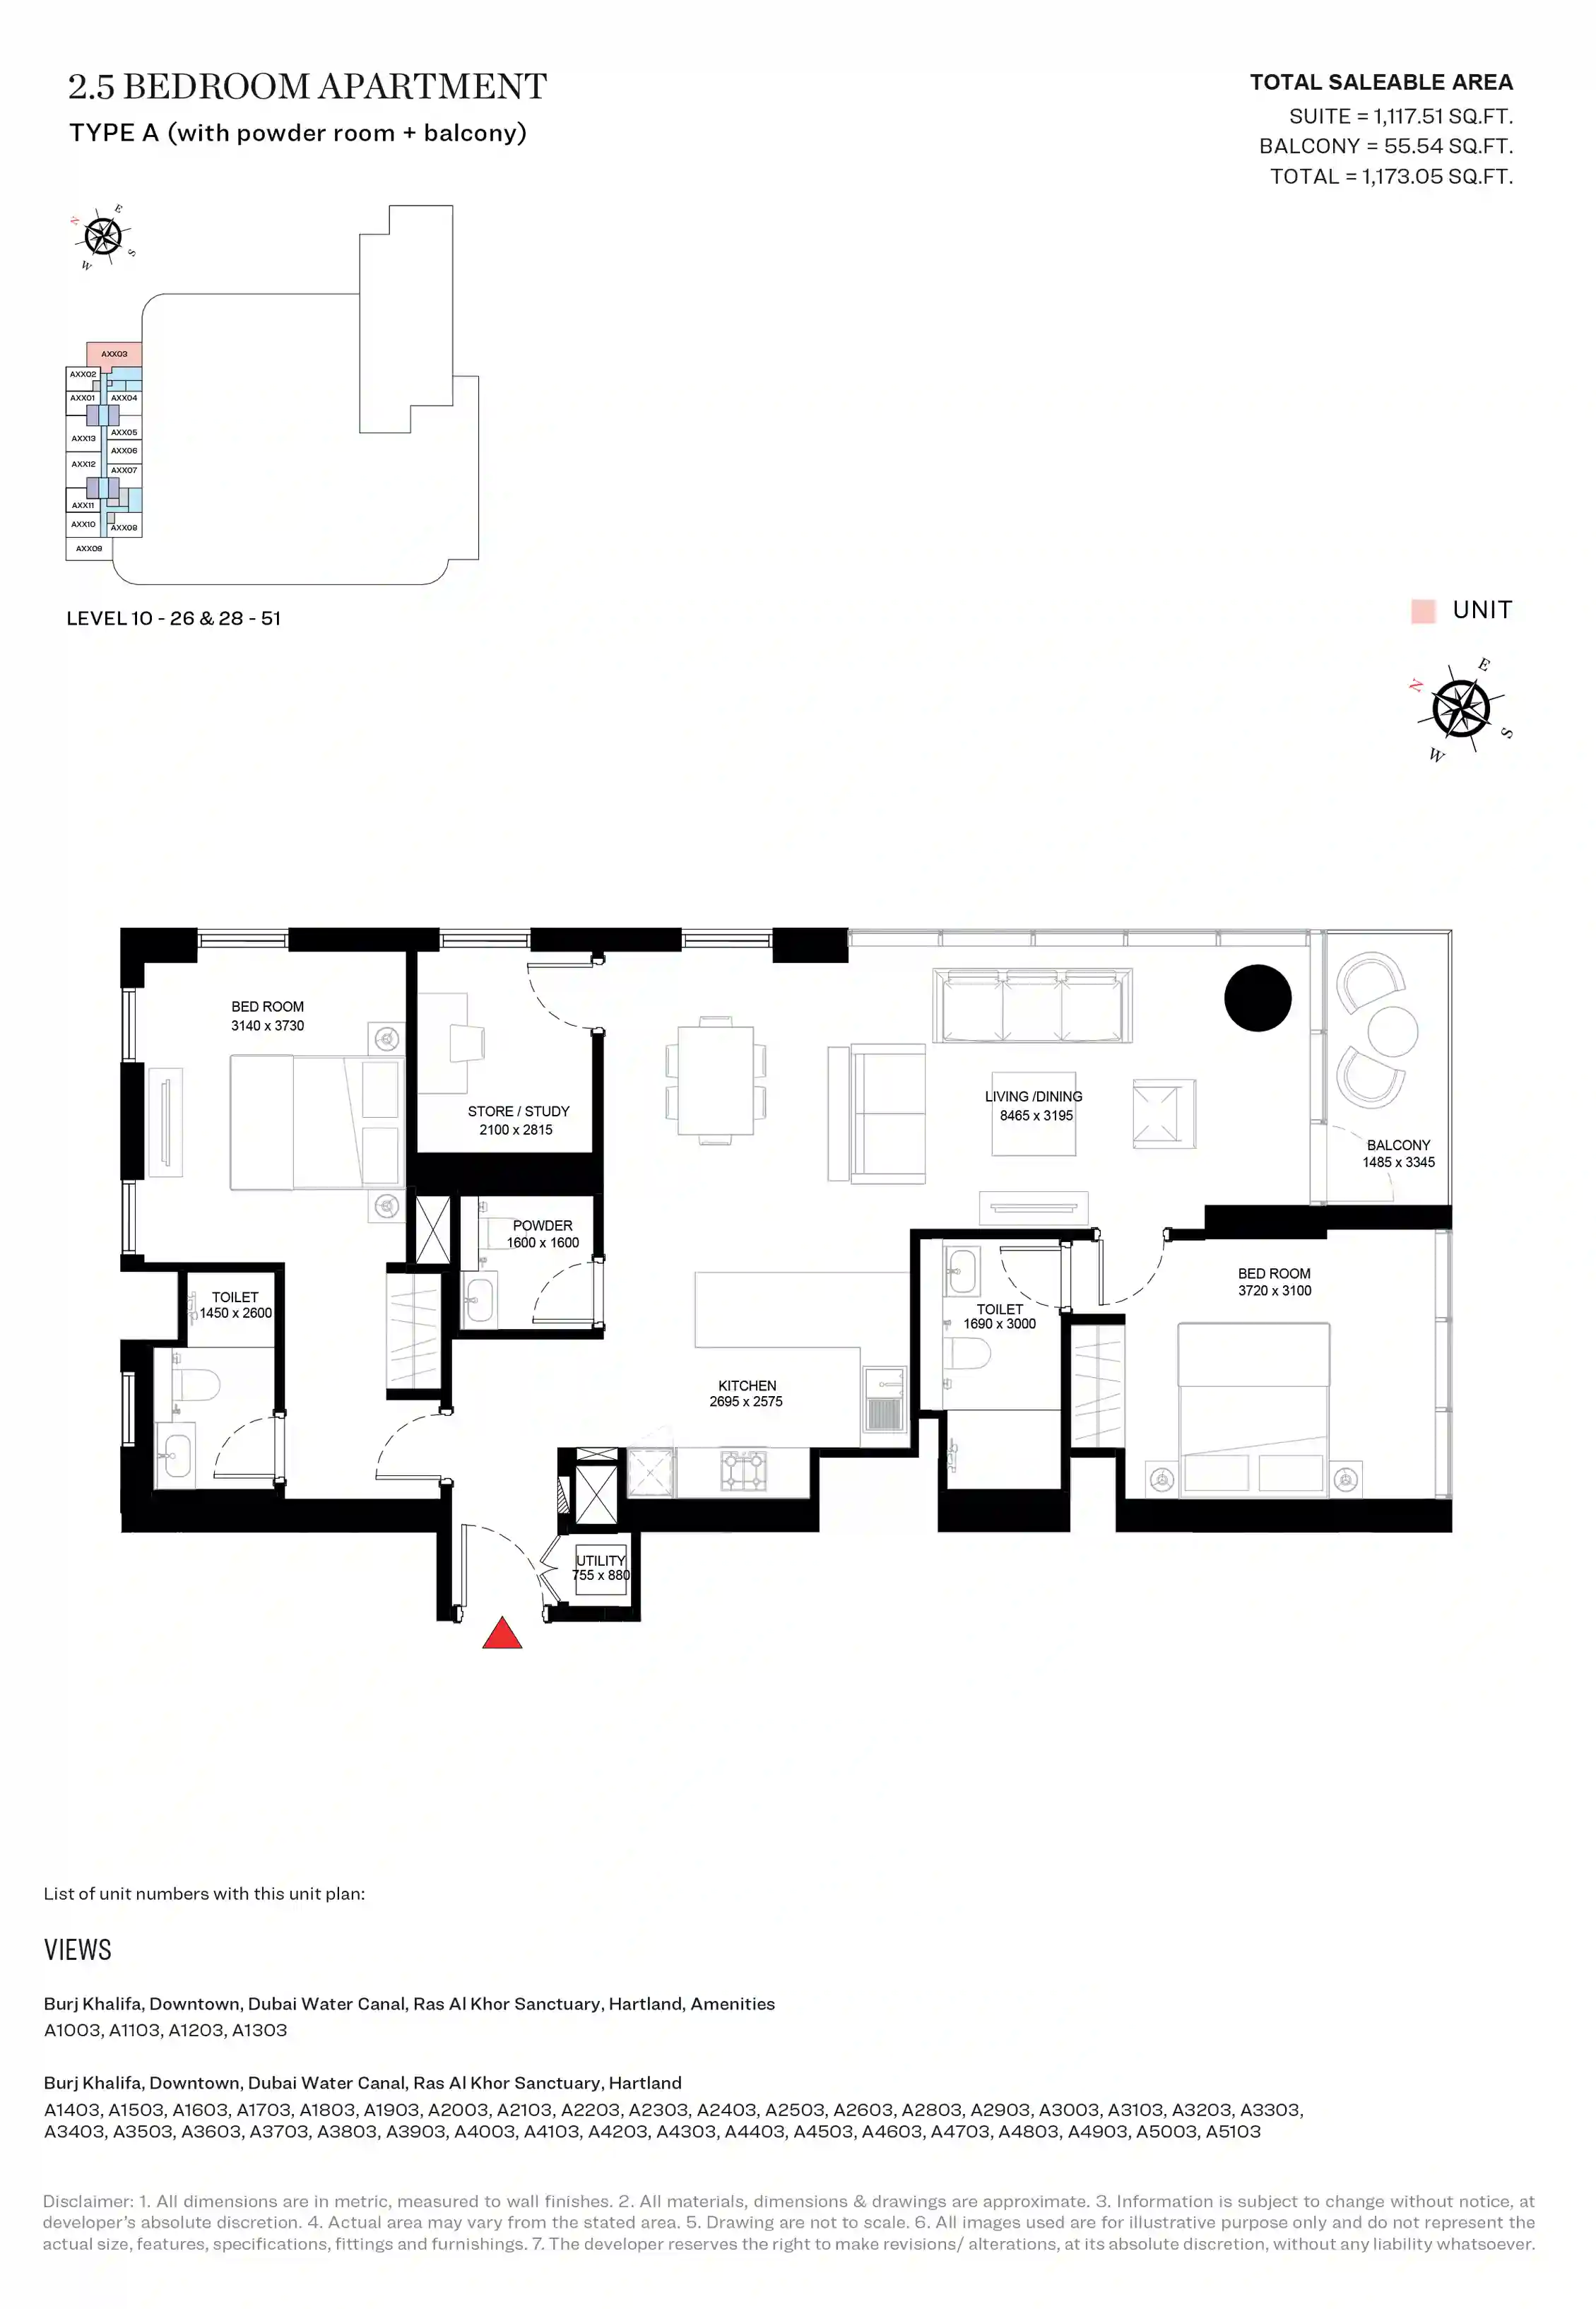 2.5 BEDROOM APARTMENT
TYPE A (with powder room + balcony)
TOTAL SALEABLE AREA
SUITE = 1,117.51 SQ.FT.
BALCONY = 55.54 SQ.FT.
TOTAL = 1,173.05 SQ.FT.
N
E
S
W
AXX03
AXX02
AXX01
AXX04
AXX05
AXX13
AXX06
AXX12
AXX07
AXX11
AXX10
AXX08
AXX09
LEVEL 10 - 26 & 28 - 51
UNIT
N
E
S
W
BED ROOM
3140 x 3730
STORE / STUDY
2100 x 2815
LIVING /DINING
8465 x 3195
BALCONY
1485 x 3345
POWDER
1600 x 1600
TOILET
1450 x 2600
BED ROOM
3720 x 3100
TOILET
1690 x 3000
KITCHEN
2695 x 2575
UTILITY
755 x 880
List of unit numbers with this unit plan:
VIEWS
Burj Khalifa, Downtown, Dubai Water Canal, Ras Al Khor Sanctuary, Hartland, Amenities
A1003, A1103, A1203, A1303
Burj Khalifa, Downtown, Dubai Water Canal, Ras Al Khor Sanctuary, Hartland
A1403, A1503, A1603, A1703, A1803, A1903, A2003, A2103, A2203, A2303, A2403, A2503, A2603, A2803, A2903, A3003, A3103, A3203, A3303,
A3403, A3503, A3603, A3703, A3803, A3903, A4003, A4103, A4203, A4303, A4403, A4503, A4603, A4703, A4803, A4903, A5003, A5103
Disclaimer: 1. All dimensions are in metric, measured to wall finishes. 2. All materials, dimensions & drawings are approximate. 3. Information is subject to change without notice, at
developer's absolute discretion. 4. Actual area may vary from the stated area. 5. Drawing are not to scale. 6. All images used are for illustrative purpose only and do not represent the
actual size, features, specifications, fittings and furnishings. 7. The developer reserves the right to make revisions/ alterations, at its absolute discretion, without any liability whatsoever.